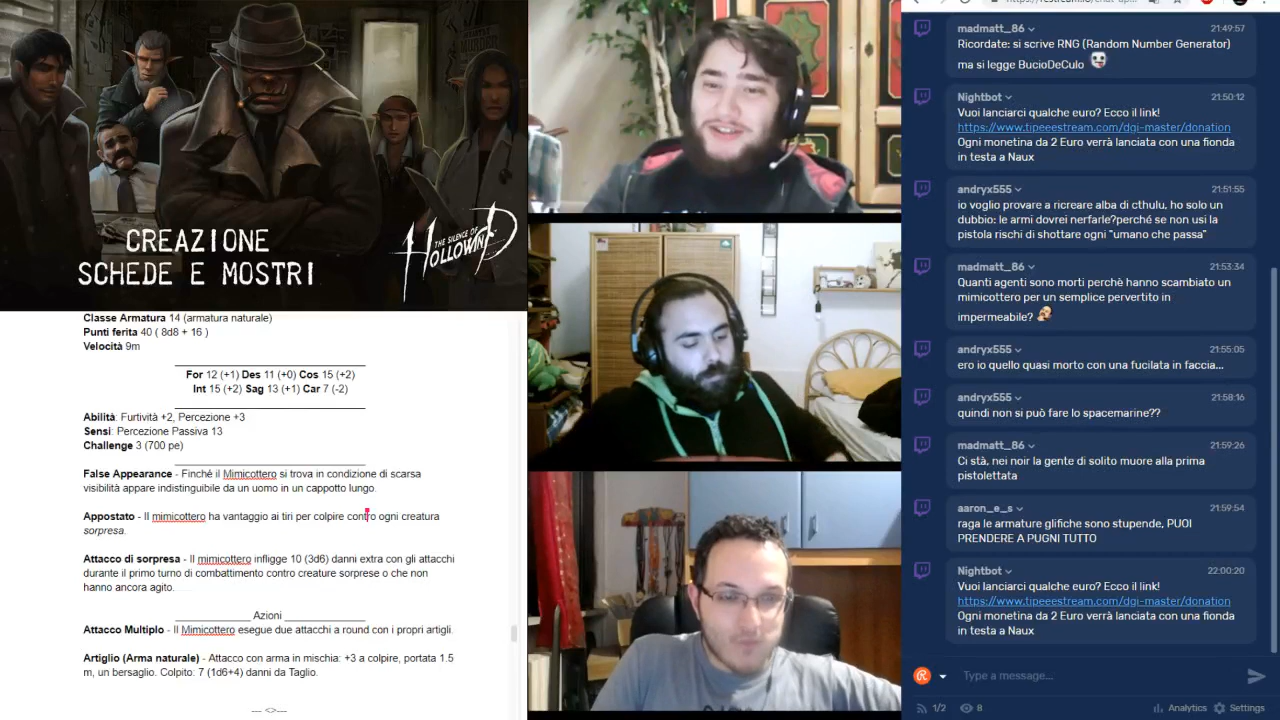 CREAZIONE
SCHEDE E MOSTRI
THE SILENCE OF
HOLLOWIND
Classe Armatura 14 (armatura naturale)
Punti ferita 40 ( 8d8 + 16 )
Velocità 9m
For 12 (+1) Des 11 (+0) Cos 15 (+2)
Int 15 (+2) Sag 13 (+1) Car 7 (-2)
Abilità: Furtività +2, Percezione +3
Sensi: Percezione Passiva 13
Challenge 3 (700 pe)
False Appearance - Finché il Mimicottero si trova in condizione di scarsa
visibilità appare indistinguibile da un uomo in un cappotto lungo.
Appostato - Il mimicottero ha vantaggio ai tiri per colpire contro ogni creatura
sorpresa.
Attacco di sorpresa - Il mimicottero infligge 10 (3d6) danni extra con gli attacchi
durante il primo turno di combattimento contro creature sorprese o che non
hanno ancora agito.
Azioni
Attacco Multiplo - Il Mimicottero esegue due attacchi a round con i propri artigli.
Artiglio (Arma naturale) - Attacco con arma in mischia: +3 a colpire, portata 1.5
m, un bersaglio. Colpito: 7 (1d6+4) danni da Taglio.
--- <>---
madmatt_86 21:49:57
Ricordate: si scrive RNG (Random Number Generator)
ma si legge BucioDeCulo
Nightbot 21:50:12
Vuoi lanciarci qualche euro? Ecco il link!
https://www.tipeeestream.com/dgi-master/donation
Ogni monetina da 2 Euro verrà lanciata con una fionda
in testa a Naux
andryx555 21:51:55
io voglio provare a ricreare alba di cthulu, ho solo un
dubbio: le armi dovrei nerfarle?perché se non usi la
pistola rischi di shottare ogni "umano che passa"
madmatt_86 21:53:34
Quanti agenti sono morti perchè hanno scambiato un
mimicottero per un semplice pervertito in
impermeabile?
andryx555 21:55:05
ero io quello quasi morto con una fucilata in faccia...
andryx555 21:58:16
quindi non si può fare lo spacemarine??
madmatt_86 21:59:26
Ci stà, nei noir la gente di solito muore alla prima
pistolettata
aaron_e_s 21:59:54
raga le armature glifiche sono stupende, PUOI
PRENDERE A PUGNI TUTTO
Nightbot 22:00:20
Vuoi lanciarci qualche euro? Ecco il link!
https://www.tipeeestream.com/dgi-master/donation
Ogni monetina da 2 Euro verrà lanciata con una fionda
in testa a Naux
Type a message...
1/2 8 Analytics Settings